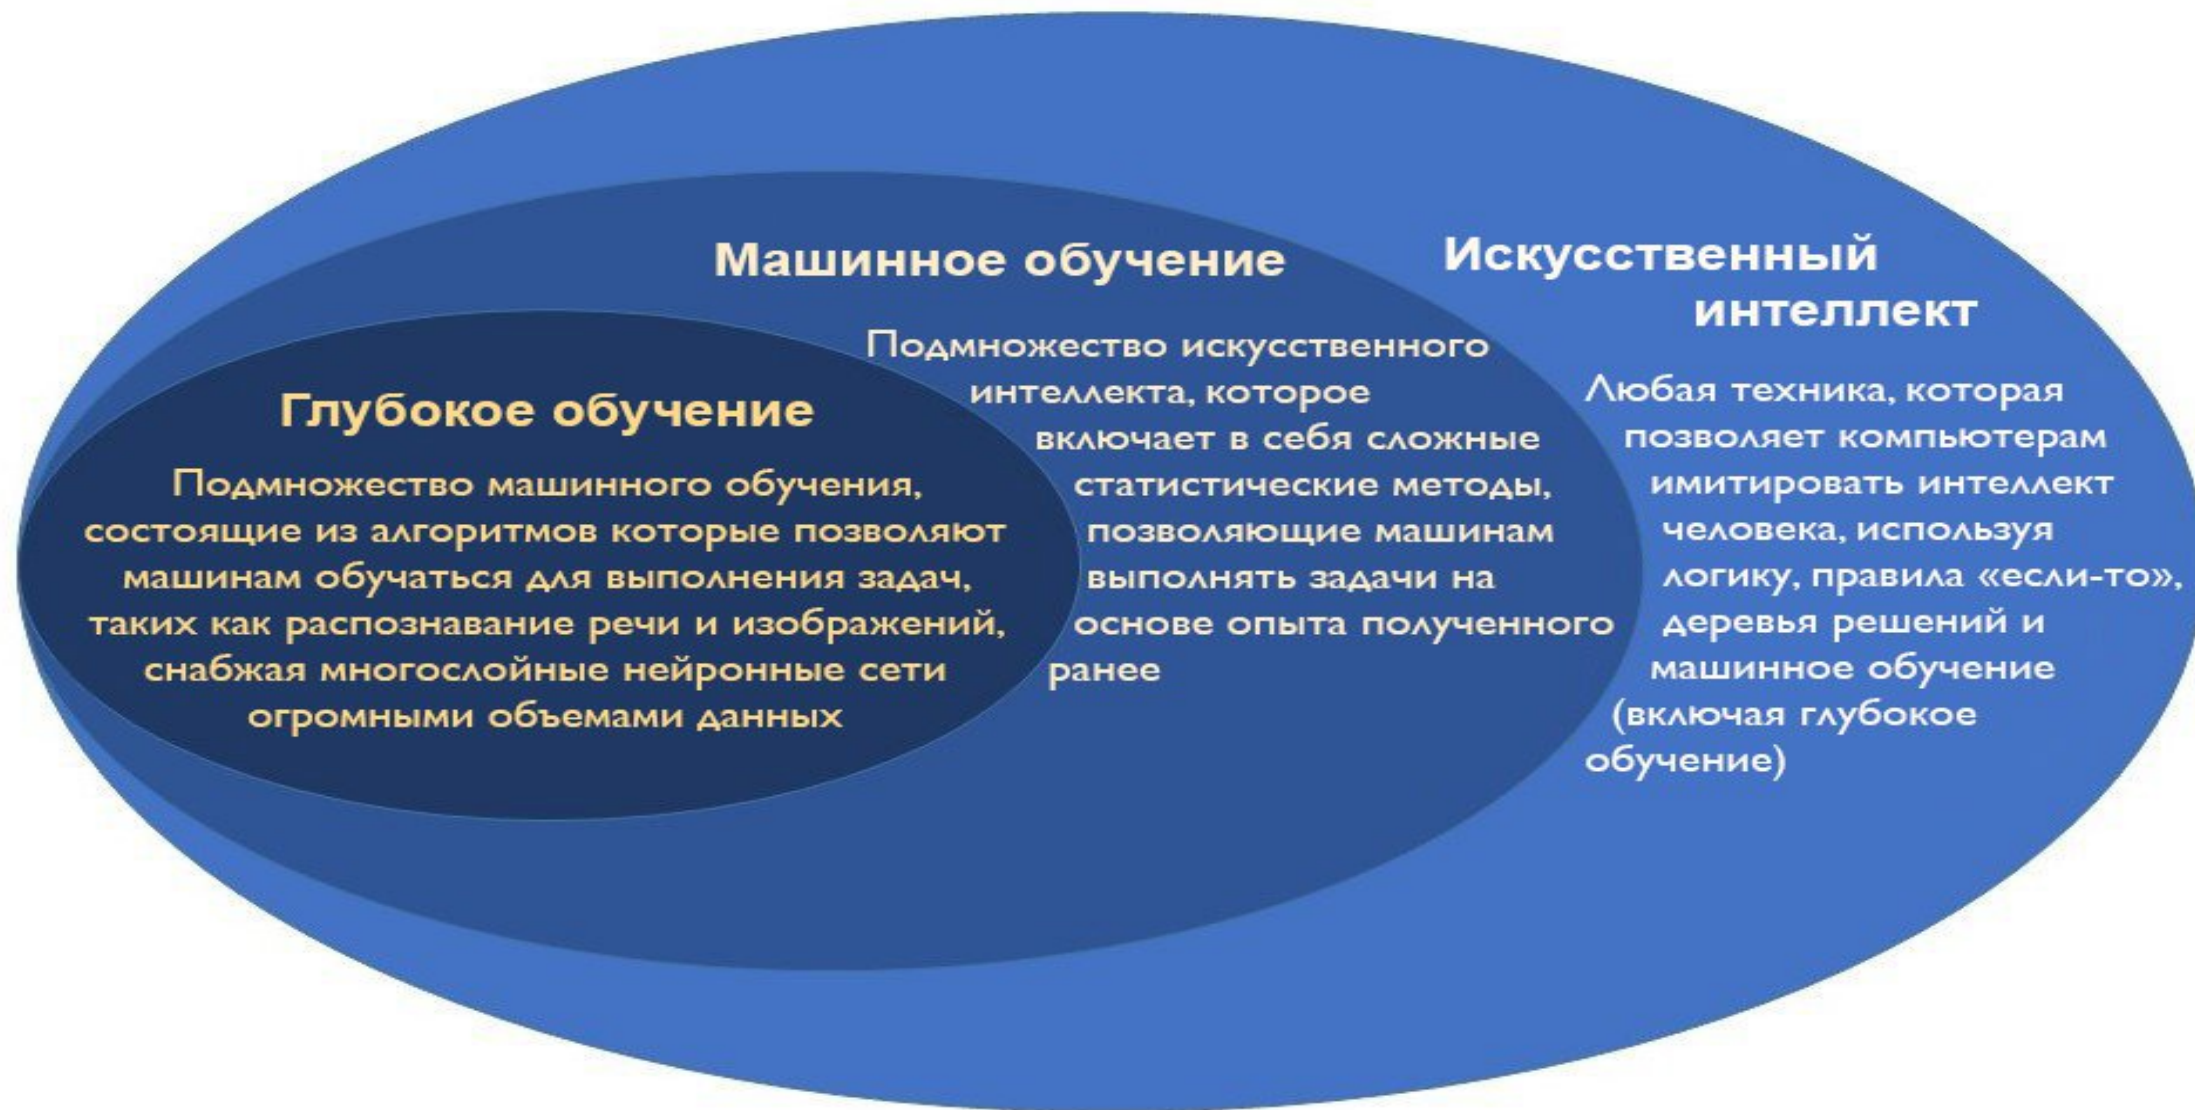 Машинное обучение
Подмножество искусственного
интеллекта, которое
включает в себя сложные
статистические методы,
позволяющие машинам
выполнять задачи на
основе опыта полученного
ранее
Искусственный
интеллект
Любая техника, которая
позволяет компьютерам
имитировать интеллект
человека, используя
логику, правила «если-то»,
деревья решений и
машинное обучение
(включая глубокое
обучение)
Глубокое обучение
Подмножество машинного обучения,
состоящие из алгоритмов которые позволяют
машинам обучаться для выполнения задач,
таких как распознавание речи и изображений,
снабжая многослойные нейронные сети
огромными объемами данных